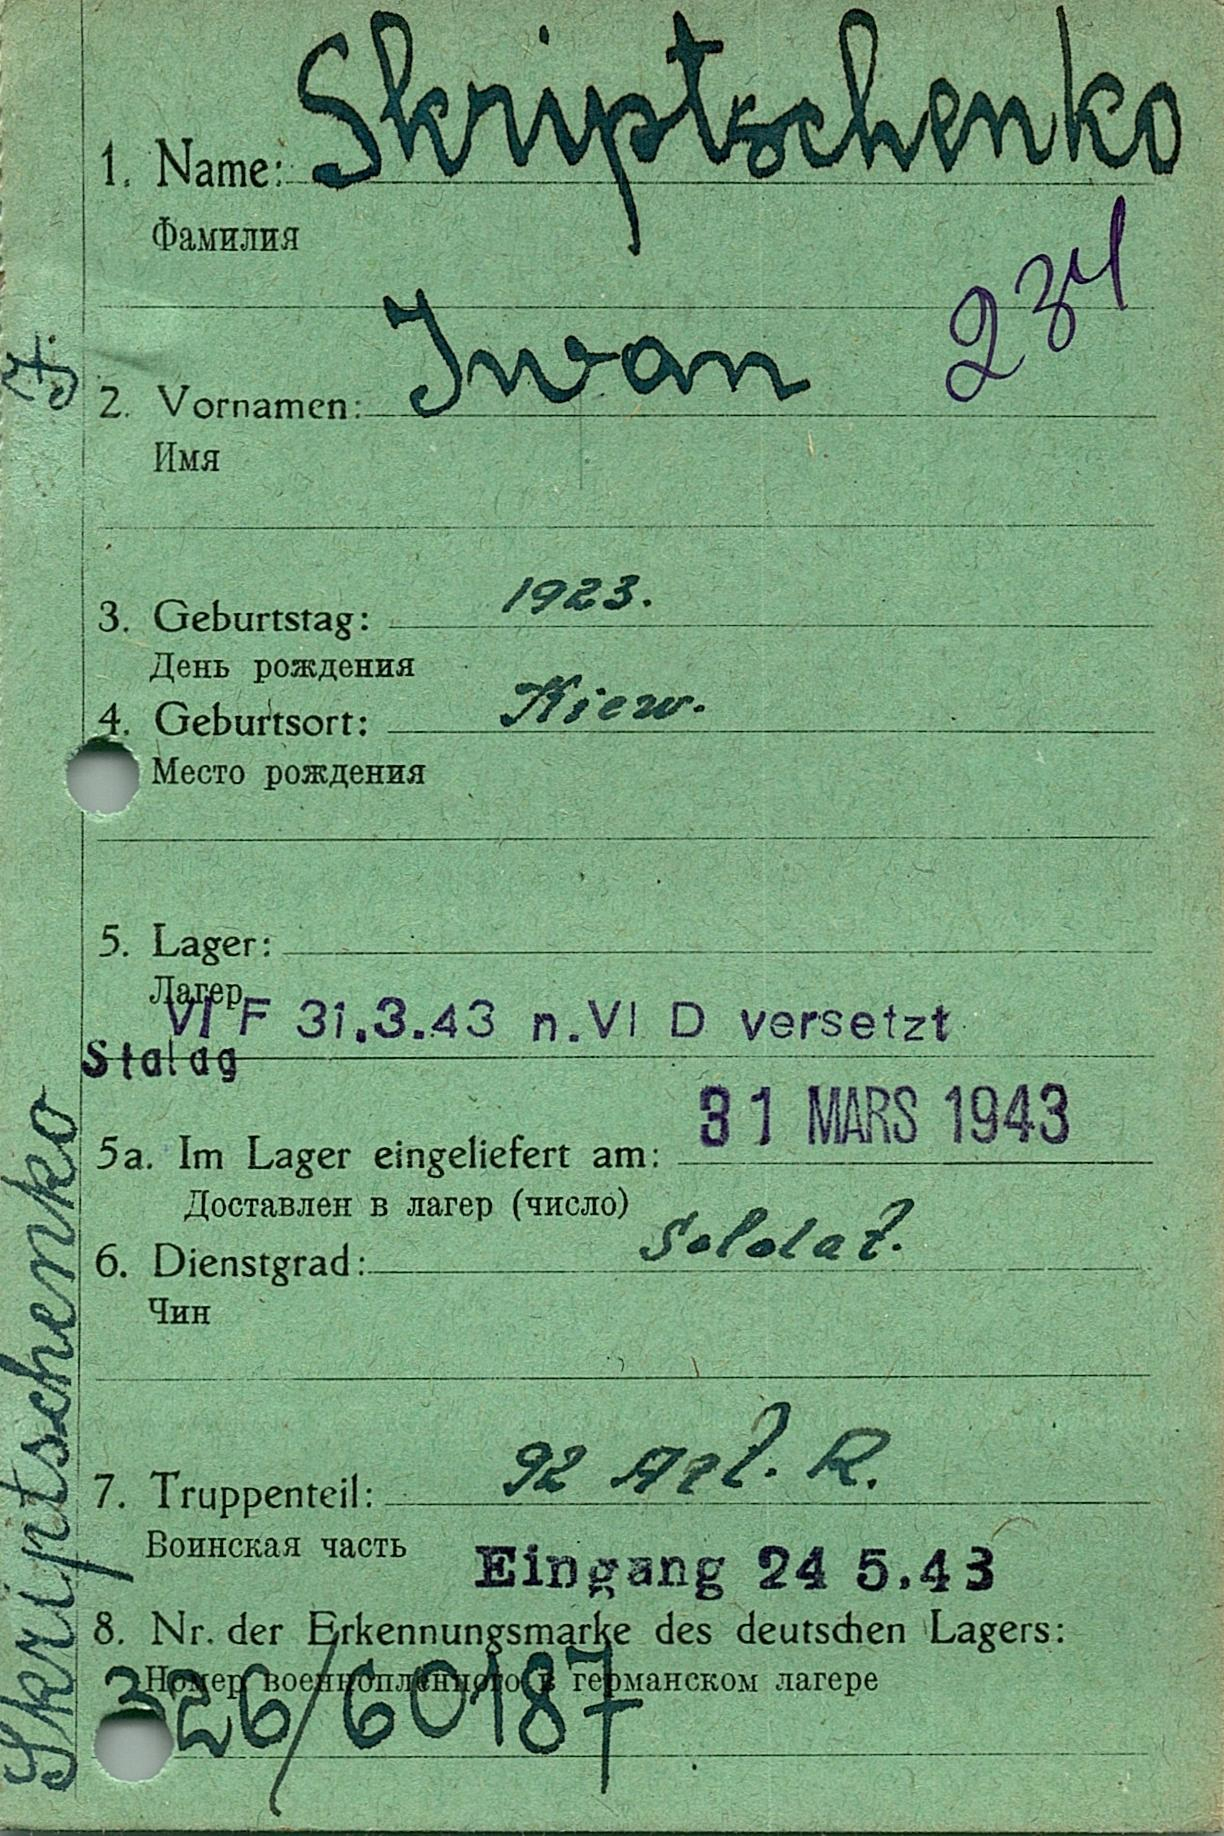 1. Name: Skriptschenko
Фамилия
234
2. Vornamen: Iwan
Имя
3. Geburtstag: 1923.
День рождения
4. Geburtsort: Kiew.
Место рождения
5. Lager:
Лагер
VI F 31.3.43 n.VI D versetzt
Stalag
31 MARS 1943
5a. Im Lager eingeliefert am:
Доставлен в лагер (число)
6. Dienstgrad: Soldat.
Чин
7. Truppenteil: 92 Art. R.
Воинская часть
Eingang 24 5.43
8. Nr. der Erkennungsmarke des deutschen Lagers:
Номер военнопленного в германском лагере
326/60187
Skriptschenko J.